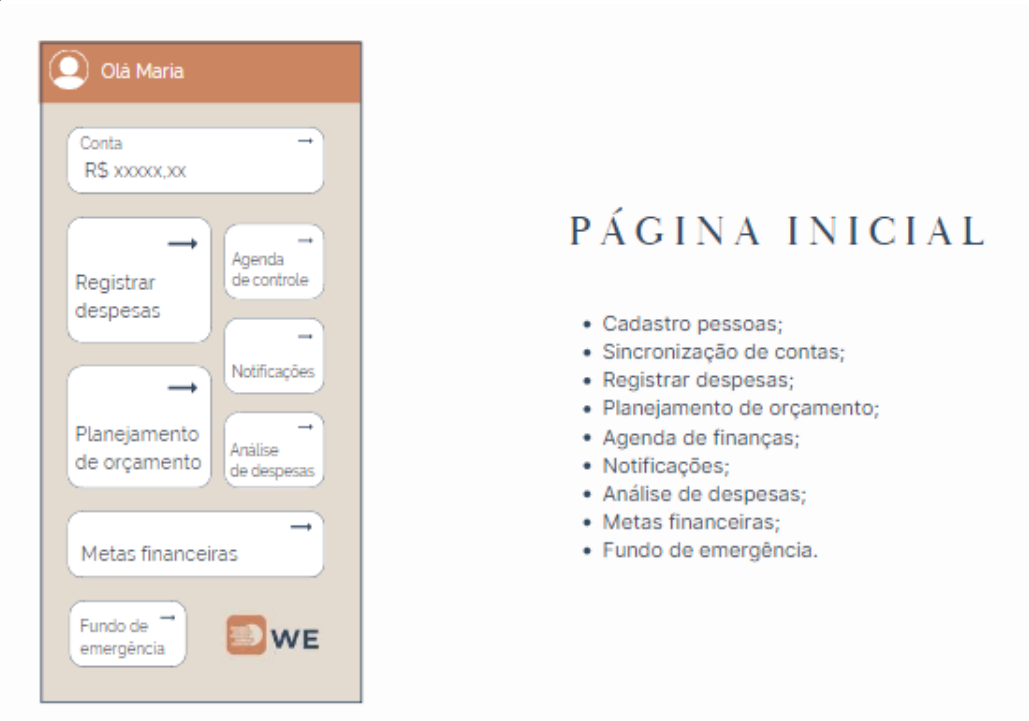 Olá Maria
Conta
R$ xxxxx,xx
Registrar
despesas
Agenda
de controle
Notificações
Planejamento
de orçamento
Análise
de despesas
Metas financeiras
Fundo de
emergência
WE
PÁGINA INICIAL
• Cadastro pessoas;
• Sincronização de contas;
• Registrar despesas;
• Planejamento de orçamento;
• Agenda de finanças;
• Notificações;
• Análise de despesas;
• Metas financeiras;
• Fundo de emergência.